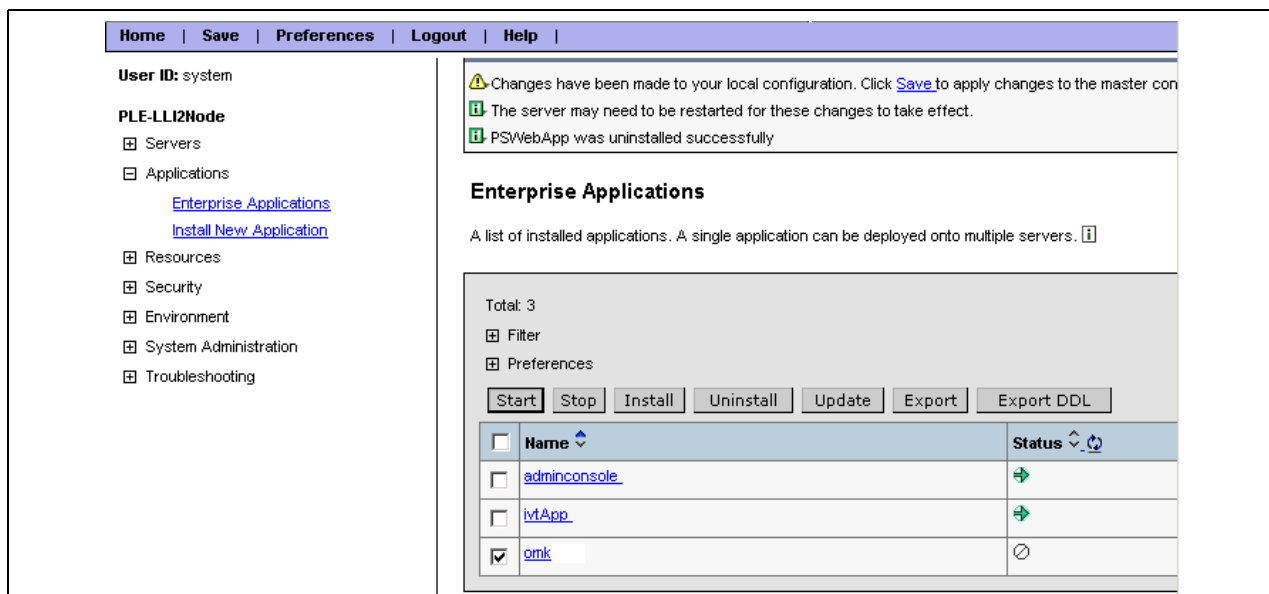 Home | Save | Preferences | Logout | Help |
User ID: system
PLE-LLI2Node
Servers
Applications
Enterprise Applications
Install New Application
Resources
Security
Environment
System Administration
Troubleshooting
Changes have been made to your local configuration. Click Save to apply changes to the master con
The server may need to be restarted for these changes to take effect.
PSWebApp was uninstalled successfully
Enterprise Applications
A list of installed applications. A single application can be deployed onto multiple servers.
Total: 3
Filter
Preferences
Start Stop Install Uninstall Update Export Export DDL
Name Status
adminconsole
ivtApp
omk